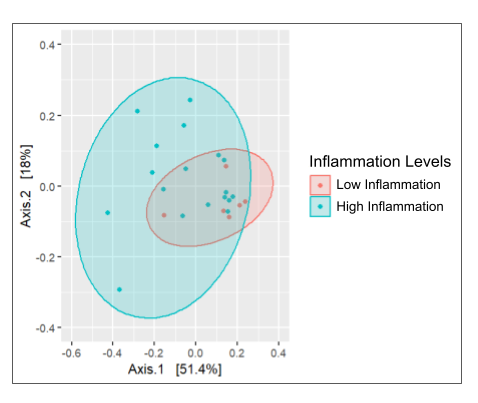 0.4
0.2
0.0
-0.2
-0.4
Axis.2 [18%]
-0.6 -0.4 -0.2 0.0 0.2 0.4
Axis.1 [51.4%]
Inflammation Levels
Low Inflammation
High Inflammation